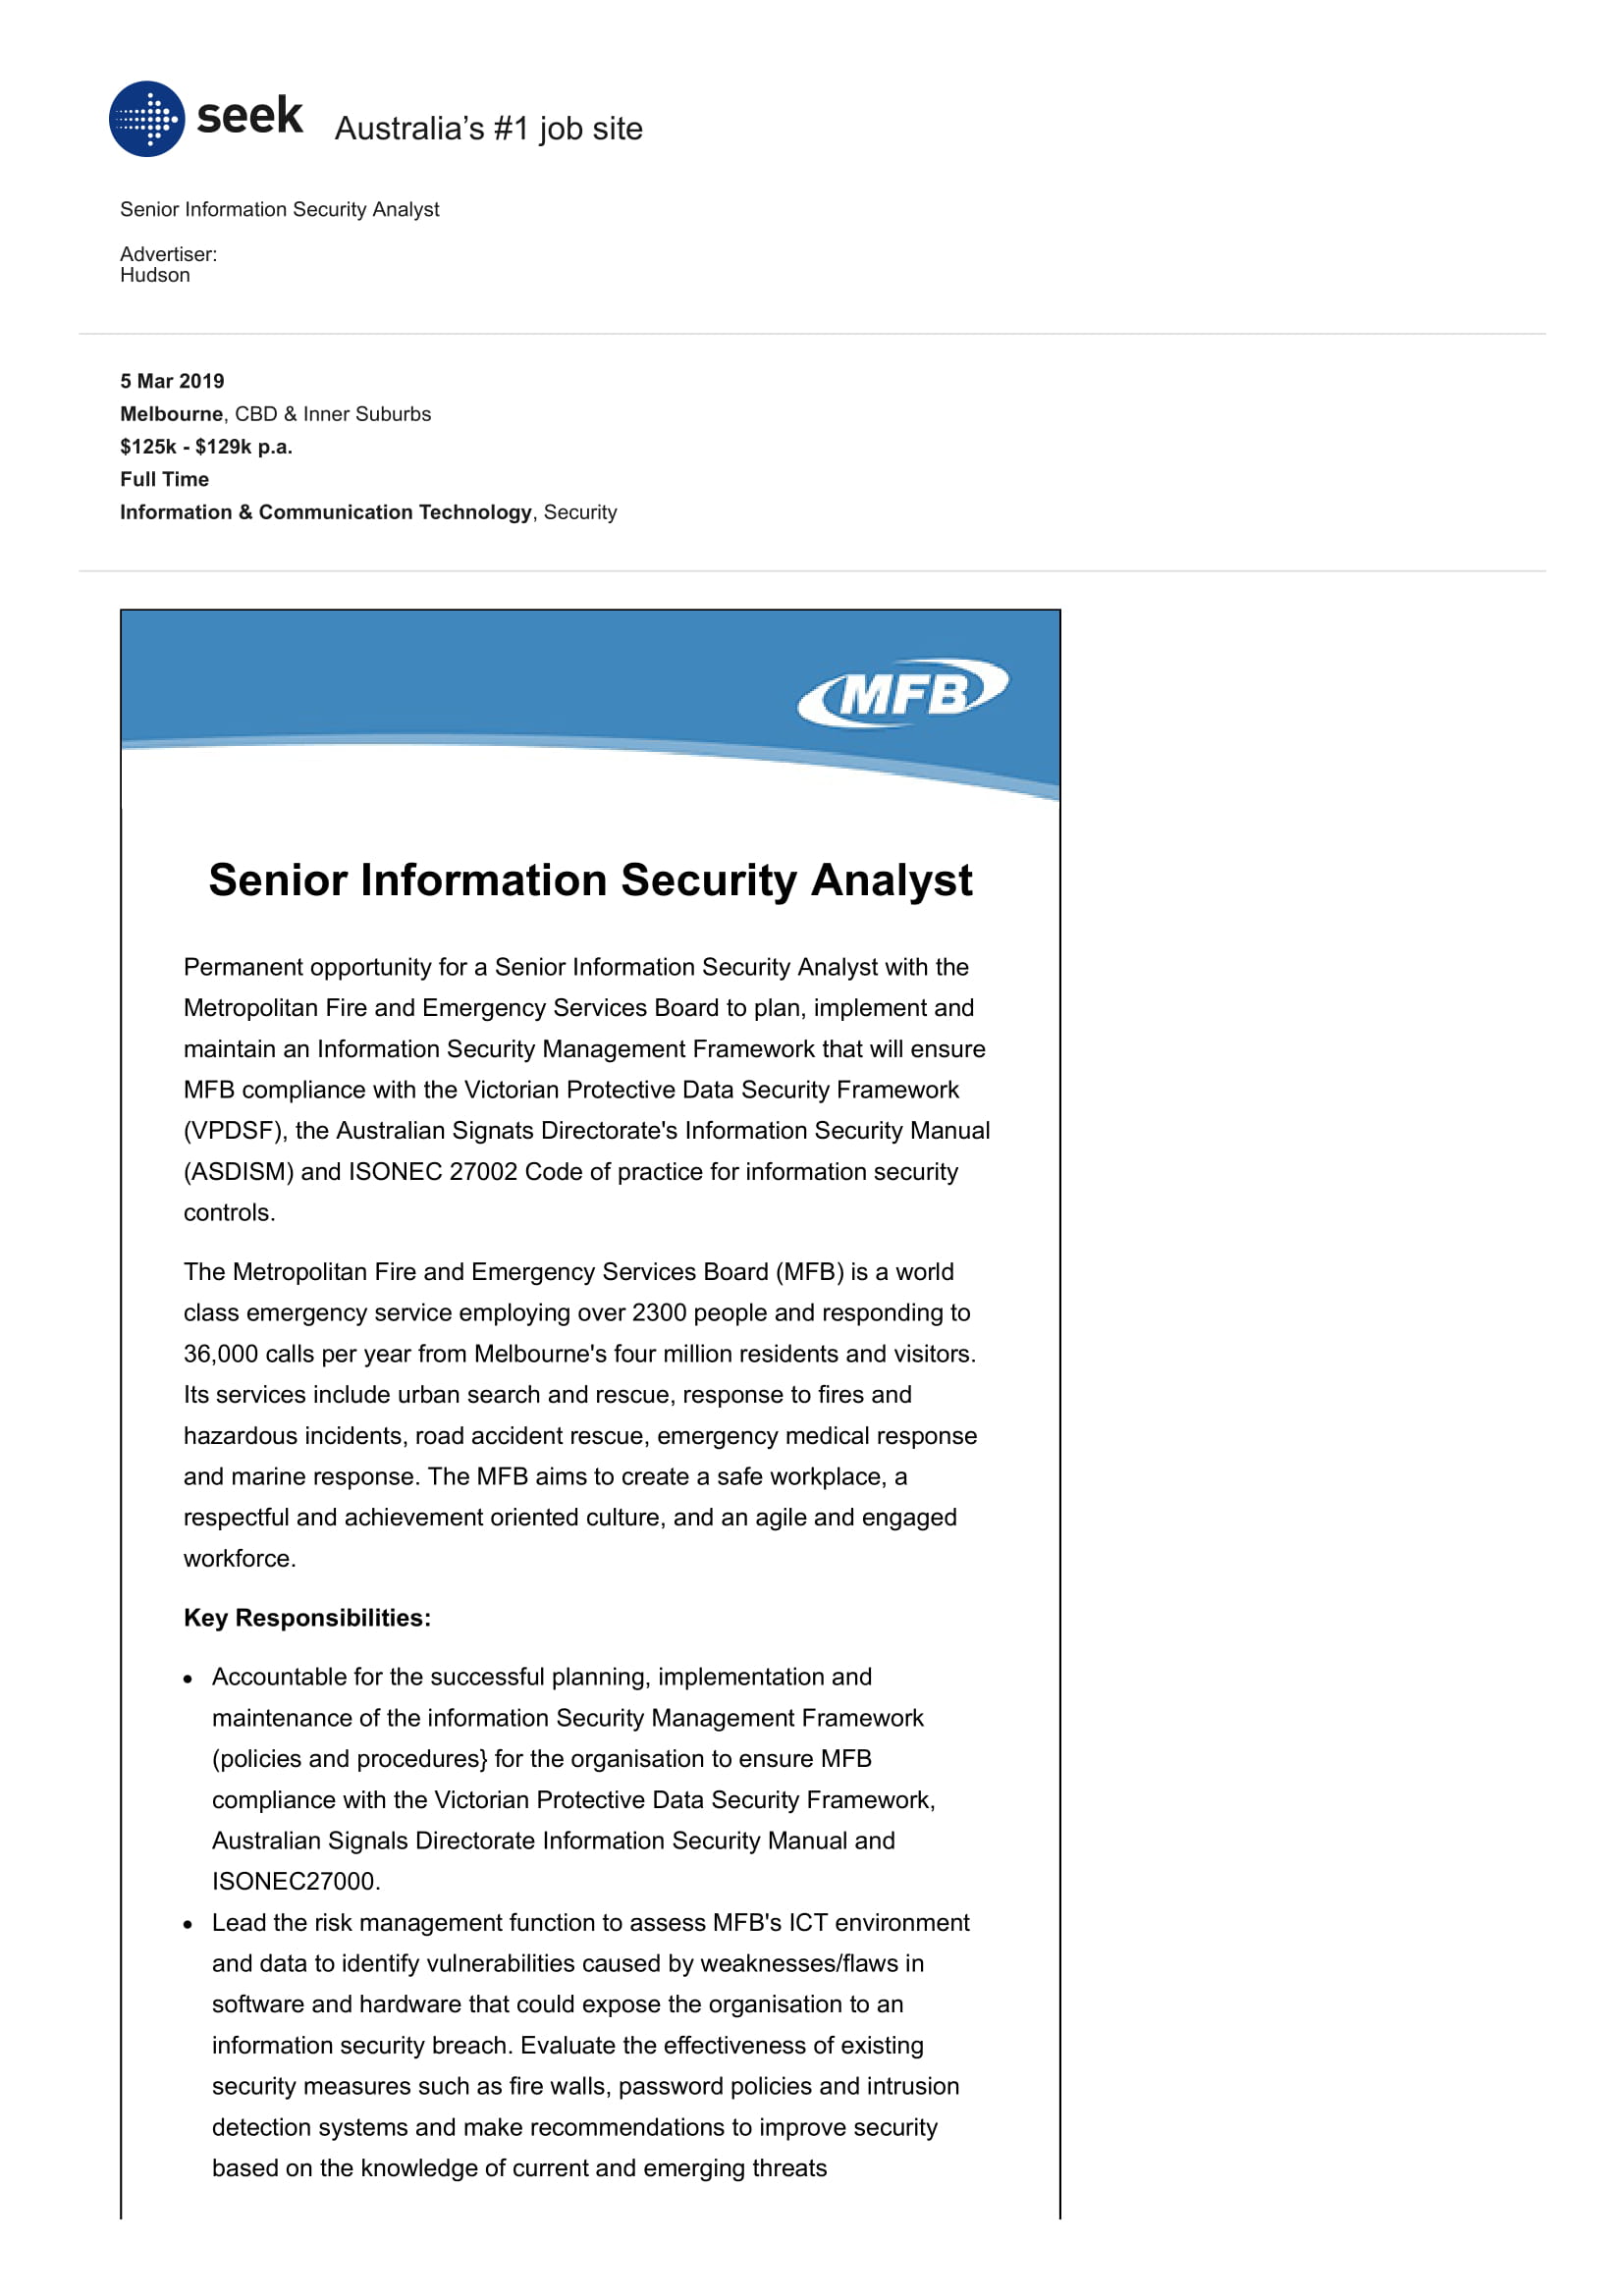 seek
Australia’s #1 job site
Senior Information Security Analyst
Advertiser:
Hudson
5 Mar 2019
Melbourne, CBD & Inner Suburbs
$125k - $129k p.a.
Full Time
Information & Communication Technology, Security
MFB
Senior Information Security Analyst
Permanent opportunity for a Senior Information Security Analyst with the
Metropolitan Fire and Emergency Services Board to plan, implement and
maintain an Information Security Management Framework that will ensure
MFB compliance with the Victorian Protective Data Security Framework
(VPDSF), the Australian Signats Directorate's Information Security Manual
(ASDISM) and ISONEC 27002 Code of practice for information security
controls.
The Metropolitan Fire and Emergency Services Board (MFB) is a world
class emergency service employing over 2300 people and responding to
36,000 calls per year from Melbourne's four million residents and visitors.
Its services include urban search and rescue, response to fires and
hazardous incidents, road accident rescue, emergency medical response
and marine response. The MFB aims to create a safe workplace, a
respectful and achievement oriented culture, and an agile and engaged
workforce.
Key Responsibilities:
• Accountable for the successful planning, implementation and
maintenance of the information Security Management Framework
(policies and procedures} for the organisation to ensure MFB
compliance with the Victorian Protective Data Security Framework,
Australian Signals Directorate Information Security Manual and
ISONEC27000.
• Lead the risk management function to assess MFB's ICT environment
and data to identify vulnerabilities caused by weaknesses/flaws in
software and hardware that could expose the organisation to an
information security breach. Evaluate the effectiveness of existing
security measures such as fire walls, password policies and intrusion
detection systems and make recommendations to improve security
based on the knowledge of current and emerging threats